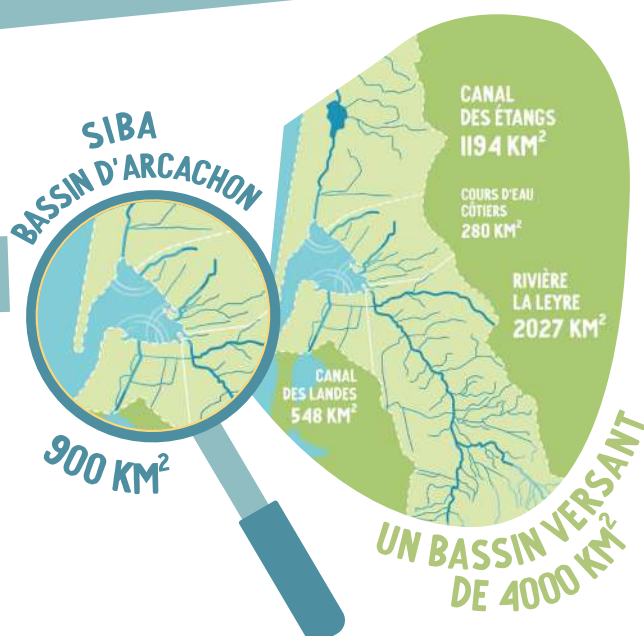 SIBA
BASSIN D'ARCACHON
900 KM²
CANAL
DES ÉTANGS
1194 KM²
COURS D'EAU
CÔTIERS
280 KM²
RIVIÈRE
LA LEYRE
2027 KM²
CANAL
DES LANDES
548 KM²
UN BASSIN VERSANT
DE 4000 KM²